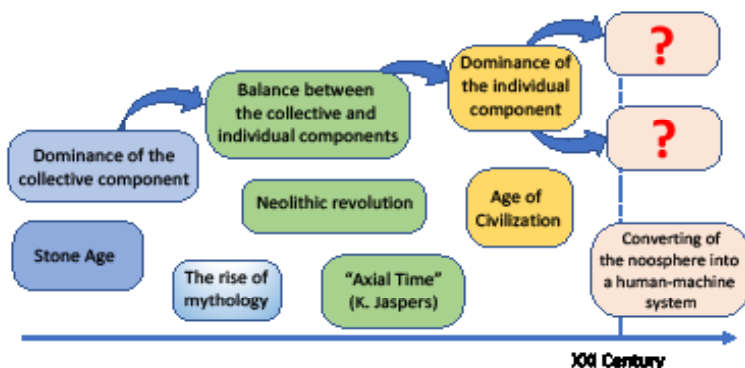 ?
Dominance of
the individual
component
Balance between
the collective and
individual components
?
Dominance of the
collective component
Neolithic revolution
Age of
Civilization
Stone Age
The rise of
mythology
“Axial Time”
(K. Jaspers)
Converting of
the noosphere into
a human-machine
system
XXI Century